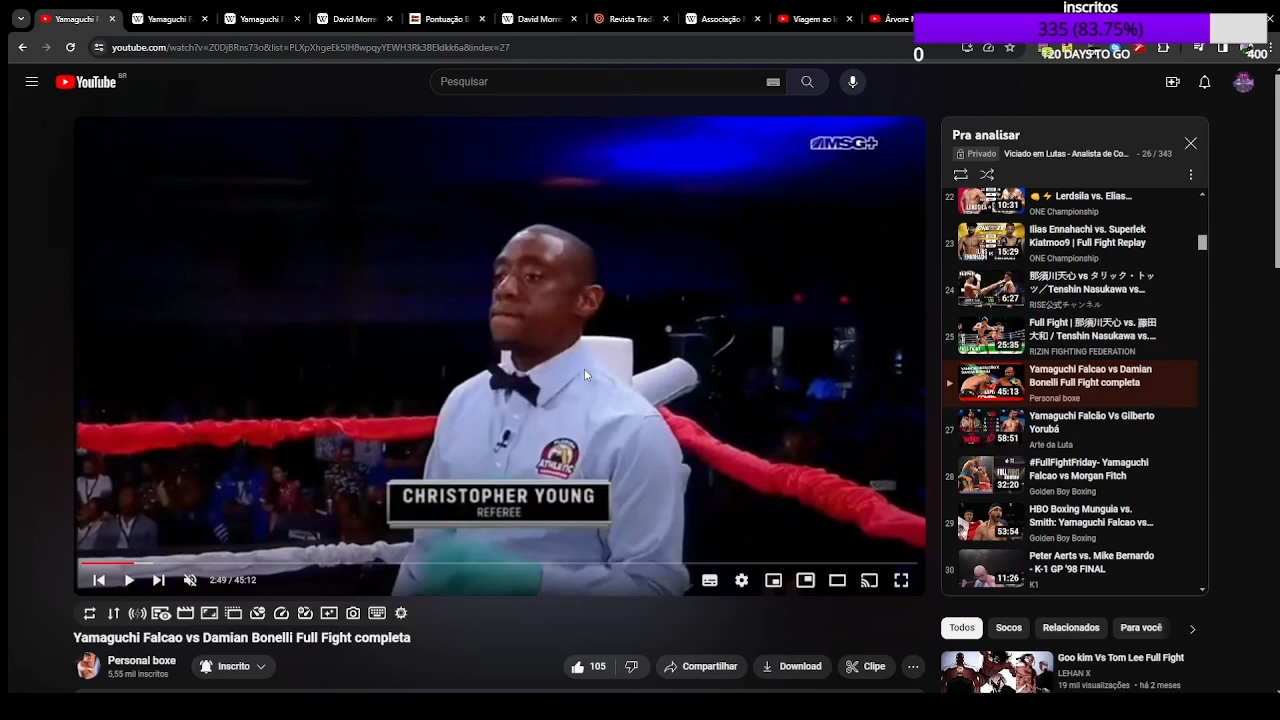 Yamaguchi F
Yamaguchi F
Yamaguchi F
David Morre
Pontuação B
David Morre
Revista Trad
Associação
Viagem ao I
Árvore
inscritos
335 (83.75%)
0
120 DAYS TO GO
400
YouTube
BR
Pesquisar
MSG+
ATHLETIC
CHRISTOPHER YOUNG
REFEREE
2:49 / 45:12
Yamaguchi Falcao vs Damian Bonelli Full Fight completa
Personal boxe
5,55 mil inscritos
Inscrito
105
Compartilhar
Download
Clipe
Pra analisar
Privado
Viciado em Lutas - Analista de Co... - 26 / 343
22
10:31
Lerdsila vs. Elias...
ONE Championship
23
15:29
Ilias Ennahachi vs. Superlek
Kiatmoo9 | Full Fight Replay
ONE Championship
24
6:27
那須川天心 vs タリック・トッ
ツ／Tenshin Nasukawa vs...
RISE公式チャンネル
25
25:35
Full Fight | 那須川天心 vs. 藤田
大和 / Tenshin Nasukawa vs....
RIZIN FIGHTING FEDERATION
45:13
Yamaguchi Falcao vs Damian
Bonelli Full Fight completa
Personal boxe
27
58:51
Yamaguchi Falcão Vs Gilberto
Yorubá
Arte da Luta
28
32:20
#FullFightFriday- Yamaguchi
Falcao vs Morgan Fitch
Golden Boy Boxing
29
53:54
HBO Boxing Munguia vs.
Smith: Yamaguchi Falcao vs...
Golden Boy Boxing
30
11:26
Peter Aerts vs. Mike Bernardo
- K-1 GP '98 FINAL
K1
Todos
Socos
Relacionados
Para você
Goo kim Vs Tom Lee Full Fight
LEHAN X
19 mil visualizações • há 2 meses